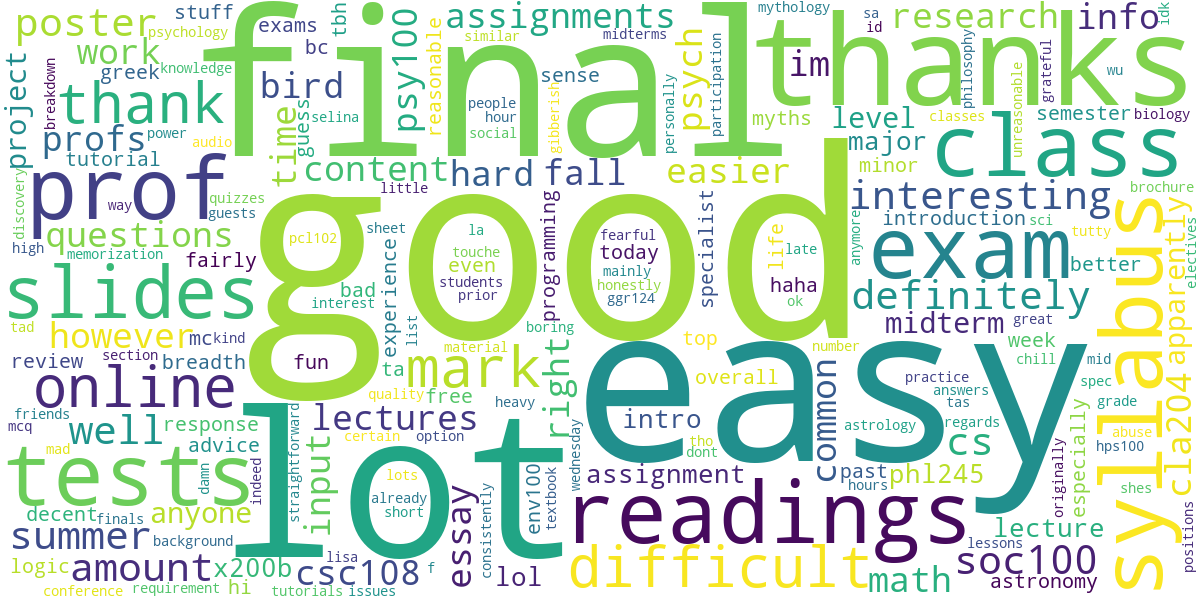 final
thanks
good
easy
lot
prof
class
exam
readings
syllabus
tests
slides
online
difficult
thank
mark
amount
poster
stuff
psychology
work
greek
knowledge
exams
bc
tbh
assignments
similar
midterms
mythology
sa
id
research
info
idk
bird
psy100
reasonable
people
hour
social
sense
gibberish
personally
psych
participation
im
myths
level
major
minor
philosophy
grateful
wu
semester
biology
classes
unreasonable
project
breakdown
profs
power
audio
tutorial
selina
guess
time
content
hard
fall
easier
interesting
introduction
sci
brochure
tutty
electives
discovery
way
quizzes
guests
little
questions
high
memorization
fairly
pcl102
sheet
la
touche
even
students
prior
programming
fearful
today
mainly
honestly
ggr124
specialist
life
late
haha
ok
anymore
definitely
better
apparently
cla204
tad
however
mc
kind
bad
interest
experience
list
boring
material
midterm
great
week
chill
mid
review
section
breadth
fun
ta
quality
free
heavy
right
top
overall
number
common
practice
answers
tas
spec
grade
friends
mcq
well
response
advice
lectures
certain
option
intro
tho
dont
astrology
regards
cs
hps100
abuse
shes
especially
originally
mad
damn
indeed
straightforward
input
lots
already
short
essay
consistently
env100
textbook
wednesday
assignment
past
hours
phl245
decent
finals
anyone
summer
background
logic
x200b
lisa
f
csc108
lol
lecture
lessons
soc100
astronomy
math
positions
conference
requirement
hi
tutorials
issues